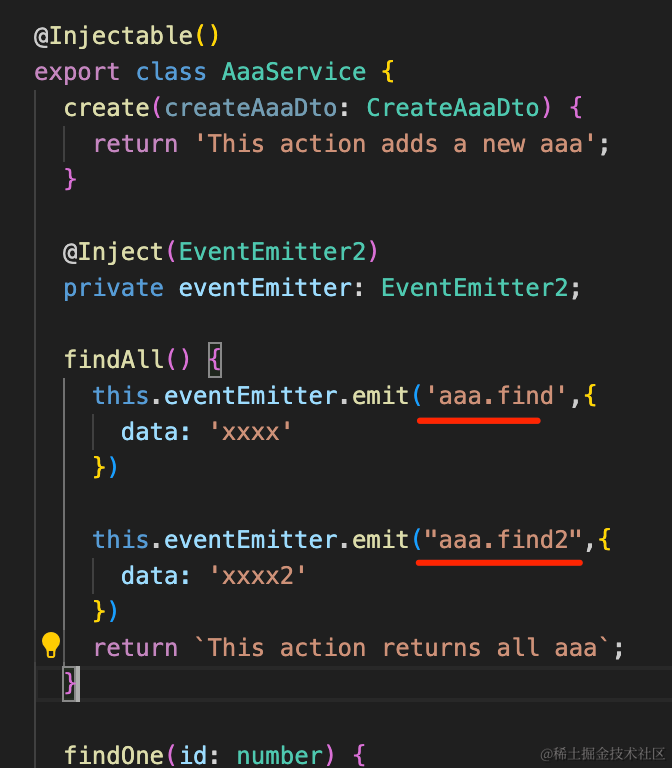 @Injectable()
export class AaaService {
  create(createAaaDto: CreateAaaDto) {
    return 'This action adds a new aaa';
  }
  @Inject(EventEmitter2)
  private eventEmitter: EventEmitter2;
  findAll() {
    this.eventEmitter.emit('aaa.find',{
      data: 'xxxx'
    })
    this.eventEmitter.emit("aaa.find2",{
      data: 'xxxx2'
    })
    return `This action returns all aaa`;
  }
  findOne(id: number) {
@稀土掘金技术社区